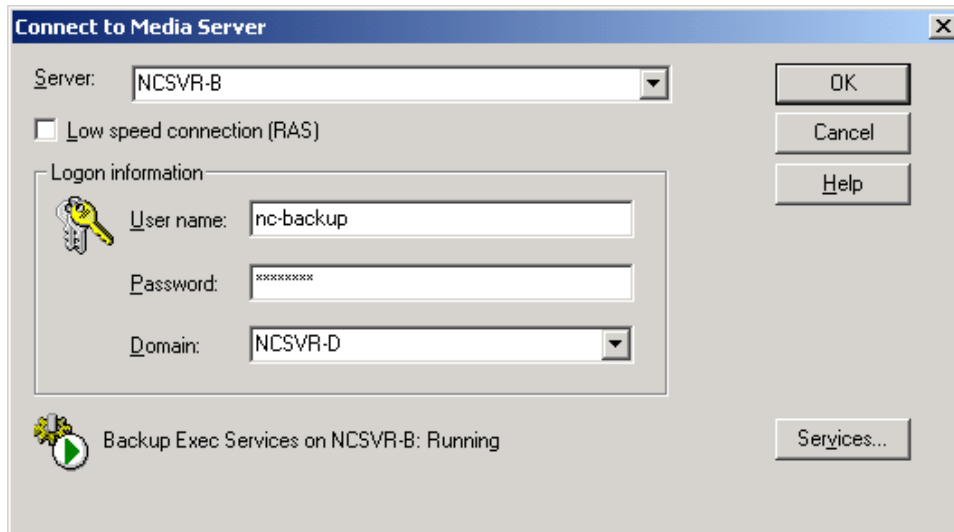 Connect to Media Server
Server: NCSVR-B
OK
Low speed connection (RAS)
Cancel
Logon information
Help
User name: nc-backup
Password: ********
Domain: NCSVR-D
Backup Exec Services on NCSVR-B: Running
Services...